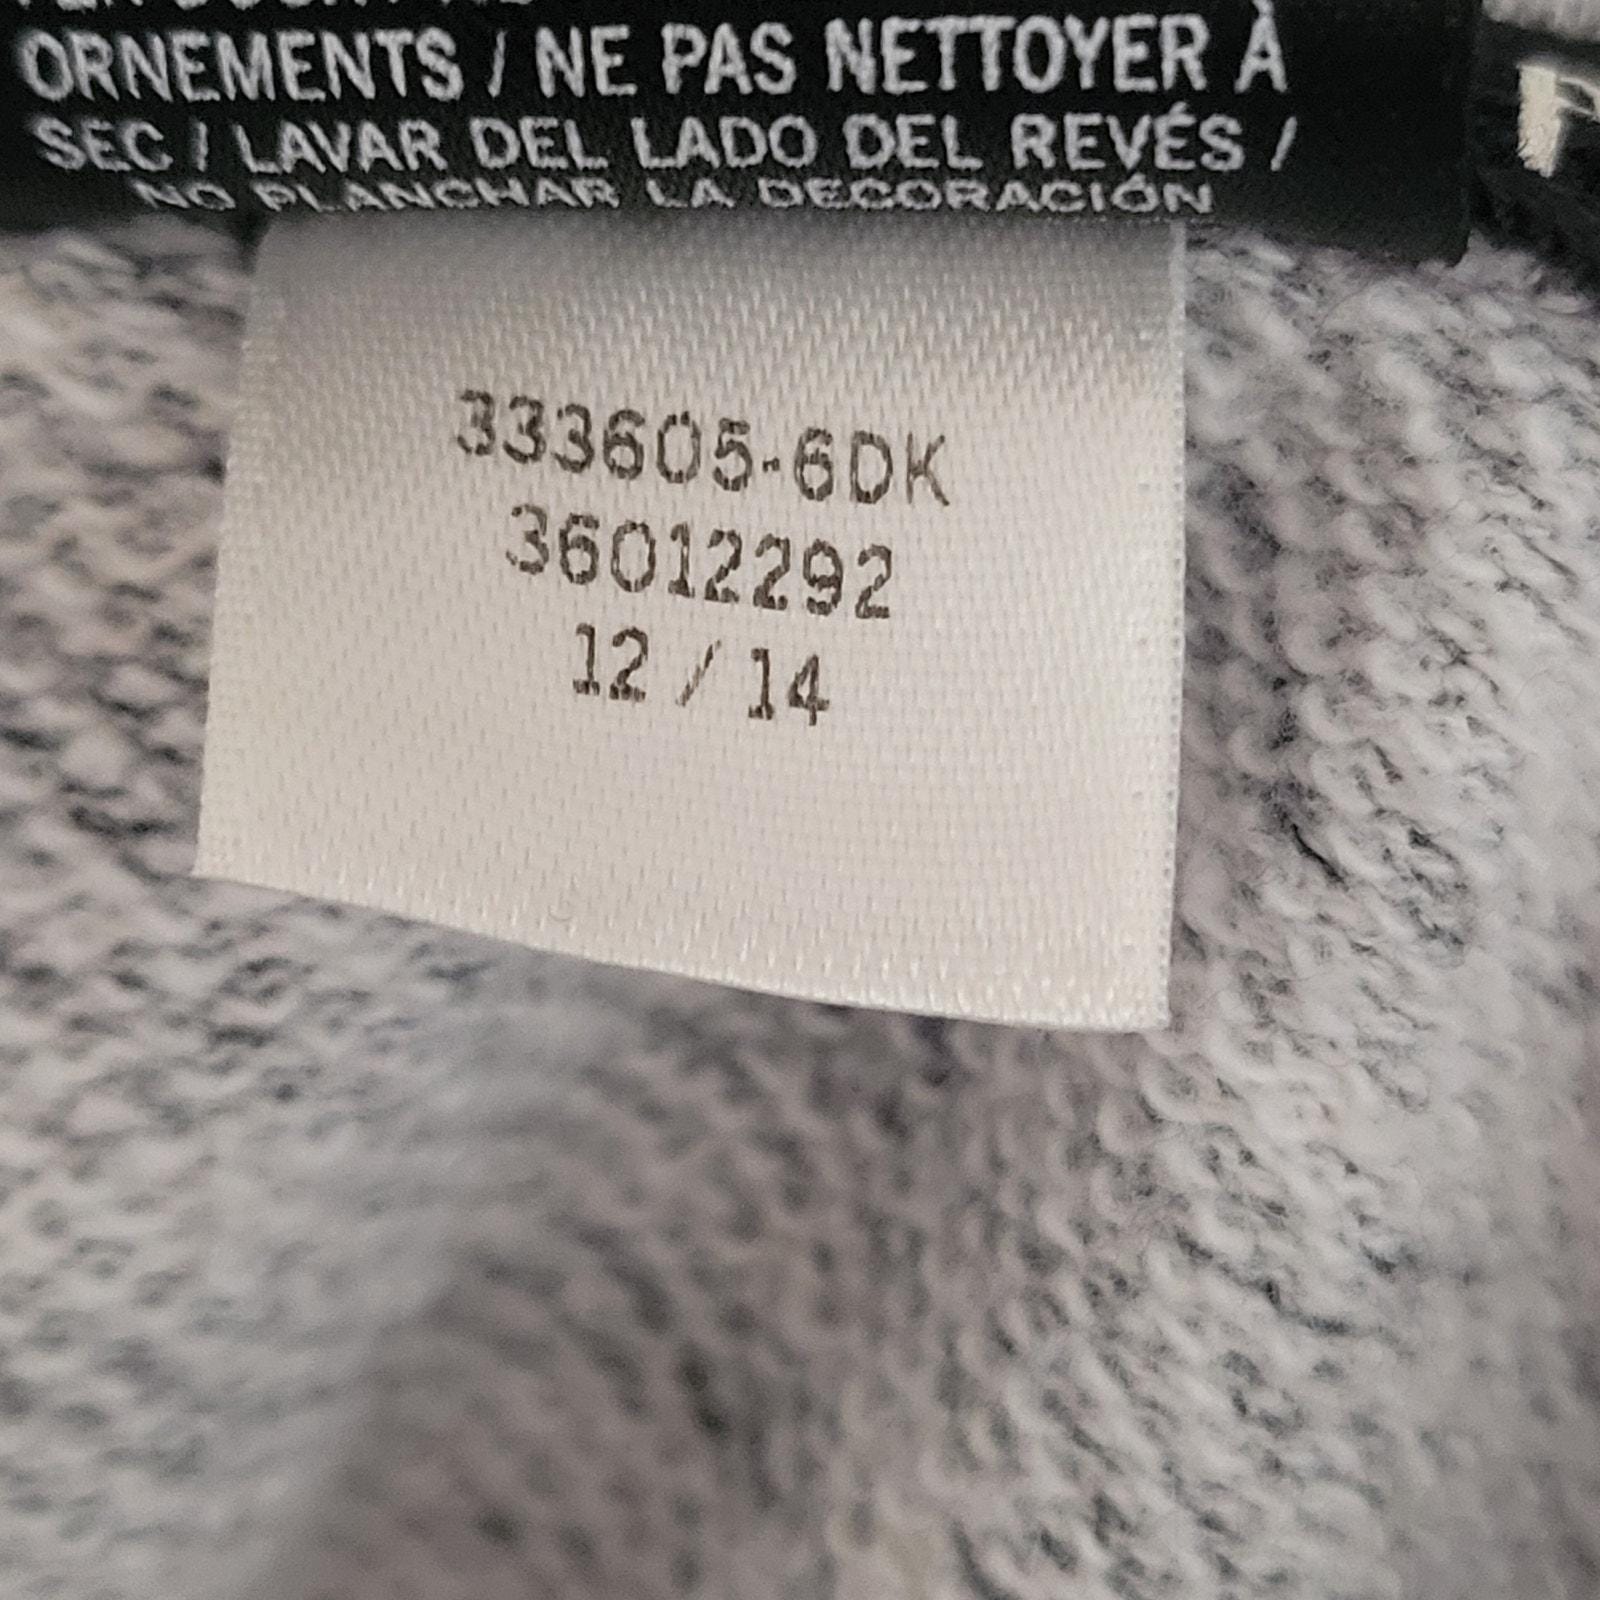 ORNEMENTS / NE PAS NETTOYER À
SEC / LAVAR DEL LADO DEL REVÉS /
NO PLANCHAR LA DECORACIÓN
333605-6DK
36012292
12 / 14